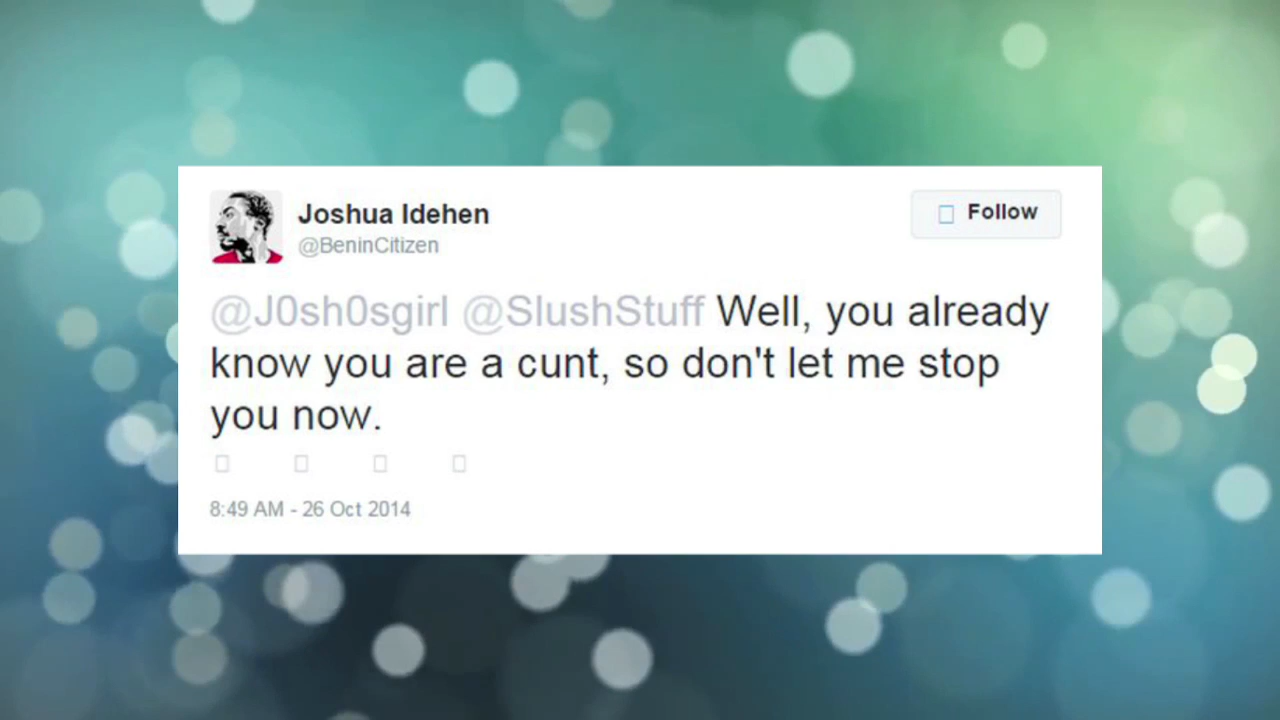 Joshua Idehen
@BeninCitizen
Follow
@J0sh0sgirl @SlushStuff Well, you already
know you are a cunt, so don't let me stop
you now.
8:49 AM - 26 Oct 2014